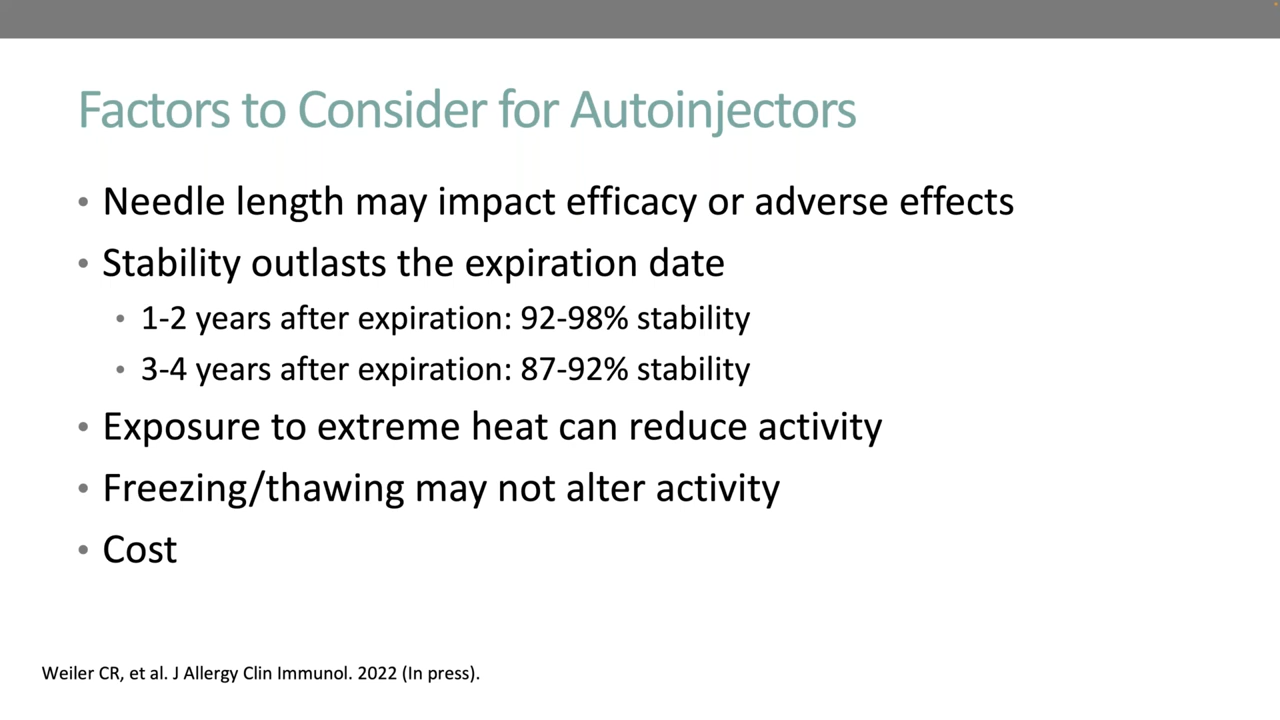 Factors to Consider for Autoinjectors
• Needle length may impact efficacy or adverse effects
• Stability outlasts the expiration date
• 1-2 years after expiration: 92-98% stability
• 3-4 years after expiration: 87-92% stability
• Exposure to extreme heat can reduce activity
• Freezing/thawing may not alter activity
• Cost
Weiler CR, et al. J Allergy Clin Immunol. 2022 (In press).